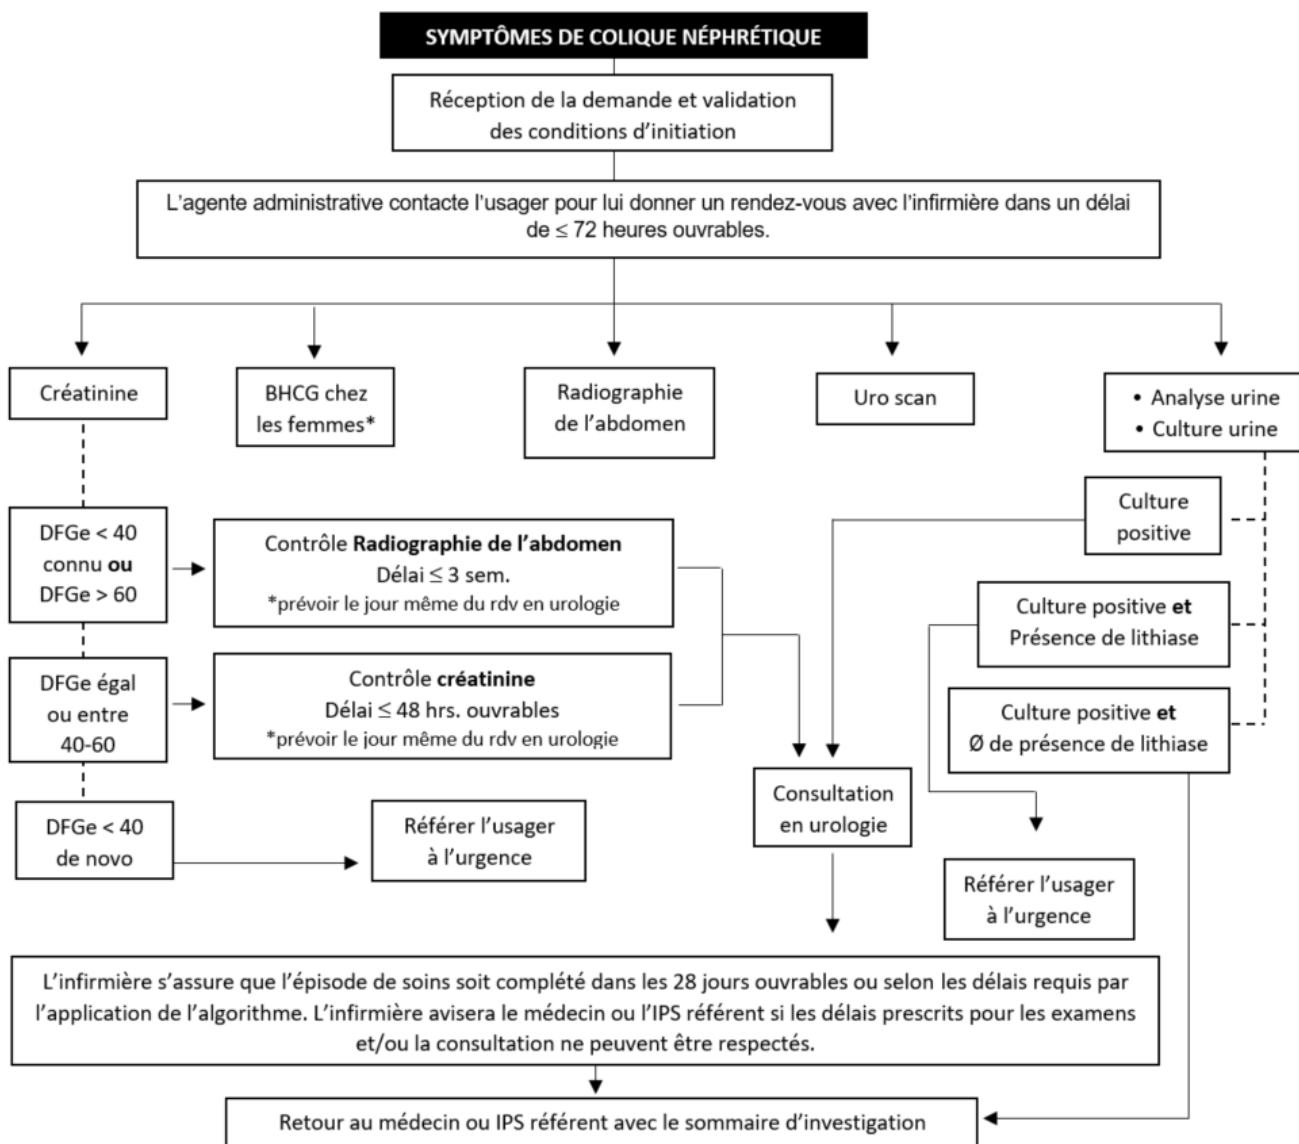 SYMPTÔMES DE COLIQUE NÉPHRÉTIQUE
Réception de la demande et validation
des conditions d'initiation
L'agente administrative contacte l'usager pour lui donner un rendez-vous avec l'infirmière dans un délai
de ≤ 72 heures ouvrables.
Créatinine
BHCG chez
les femmes*
Radiographie
de l'abdomen
Uro scan
• Analyse urine
• Culture urine
DFGe < 40
connu ou
DFGe > 60
Contrôle Radiographie de l'abdomen
Délai ≤ 3 sem.
*prévoir le jour même du rdv en urologie
Culture
positive
Culture positive et
Présence de lithiase
DFGe égal
ou entre
40-60
Contrôle créatinine
Délai ≤ 48 hrs. ouvrables
*prévoir le jour même du rdv en urologie
Culture positive et
Ø de présence de lithiase
DFGe < 40
de novo
Référer l'usager
à l'urgence
Consultation
en urologie
Référer l'usager
à l'urgence
L'infirmière s'assure que l'épisode de soins soit complété dans les 28 jours ouvrables ou selon les délais requis par
l'application de l'algorithme. L'infirmière avisera le médecin ou l'IPS référent si les délais prescrits pour les examens
et/ou la consultation ne peuvent être respectés.
Retour au médecin ou IPS référent avec le sommaire d'investigation